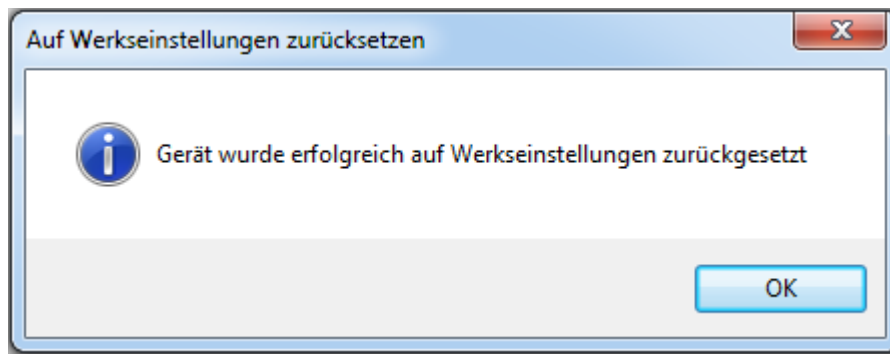 Auf Werkseinstellungen zurücksetzen
Gerät wurde erfolgreich auf Werkseinstellungen zurückgesetzt
OK